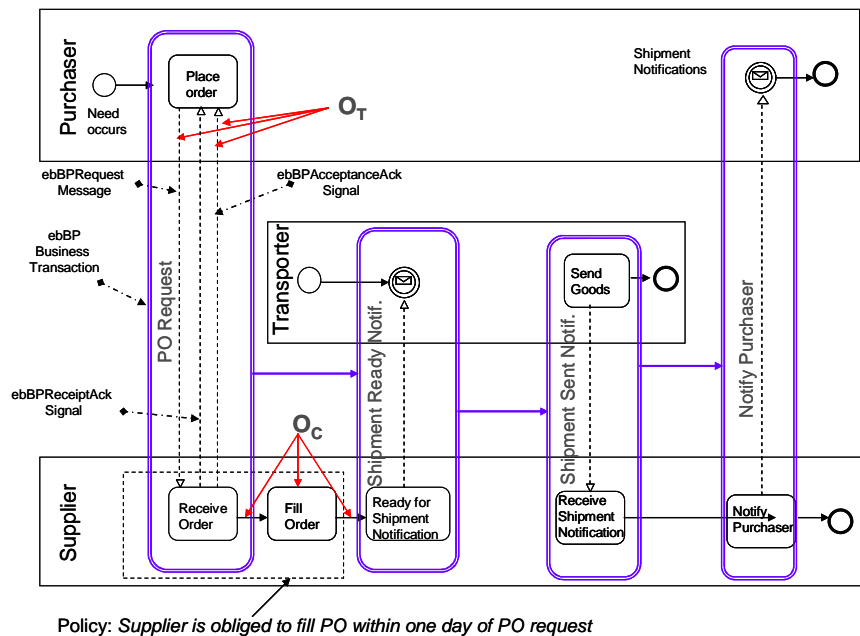 Purchaser
Need
occurs
Place
order
O_T
Shipment
Notifications
ebBPRequest
Message
ebBPAcceptanceAck
Signal
ebBP
Business
Transaction
PO Request
Transporter
Shipment Ready Notif.
Send
Goods
Shipment Sent Notif.
Notify Purchaser
ebBPReceiptAck
Signal
O_C
Supplier
Receive
Order
Fill
Order
Ready for
Shipment
Notification
Receive
Shipment
Notification
Notify
Purchaser
Policy: Supplier is obliged to fill PO within one day of PO request